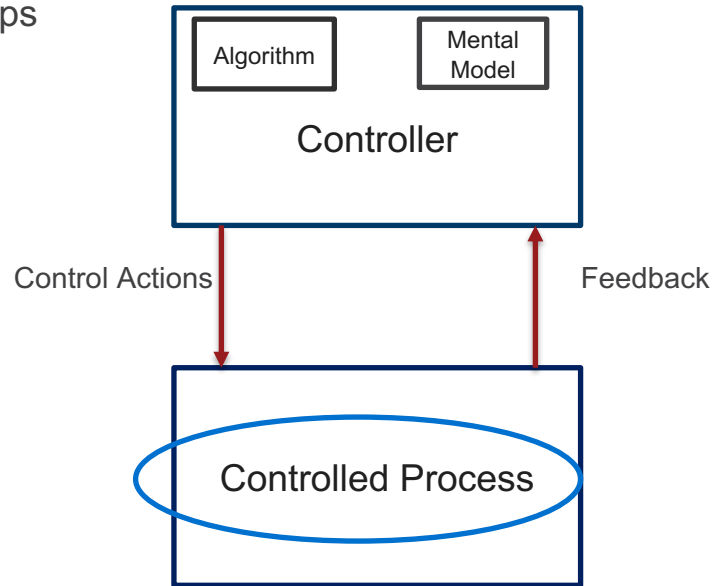 ps
Algorithm
Mental
Model
Controller
Control Actions
Feedback
Controlled Process